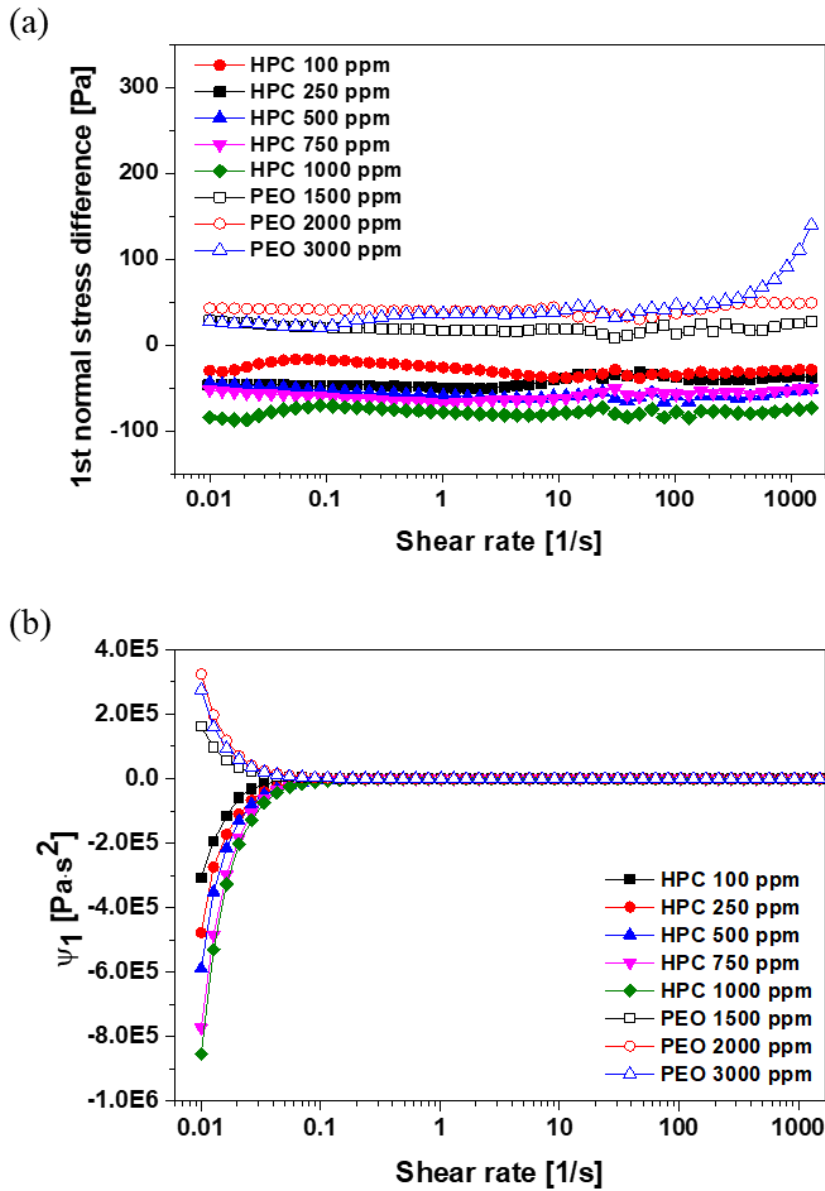 (a)
1st normal stress difference [Pa]
300
200
100
0
-100
HPC 100 ppm
HPC 250 ppm
HPC 500 ppm
HPC 750 ppm
HPC 1000 ppm
PEO 1500 ppm
PEO 2000 ppm
PEO 3000 ppm
0.01
0.1
1
10
100
1000
Shear rate [1/s]
(b)
ψ1 [Pa·s²]
4.0E5
2.0E5
0.0
-2.0E5
-4.0E5
-6.0E5
-8.0E5
-1.0E6
HPC 100 ppm
HPC 250 ppm
HPC 500 ppm
HPC 750 ppm
HPC 1000 ppm
PEO 1500 ppm
PEO 2000 ppm
PEO 3000 ppm
0.01
0.1
1
10
100
1000
Shear rate [1/s]